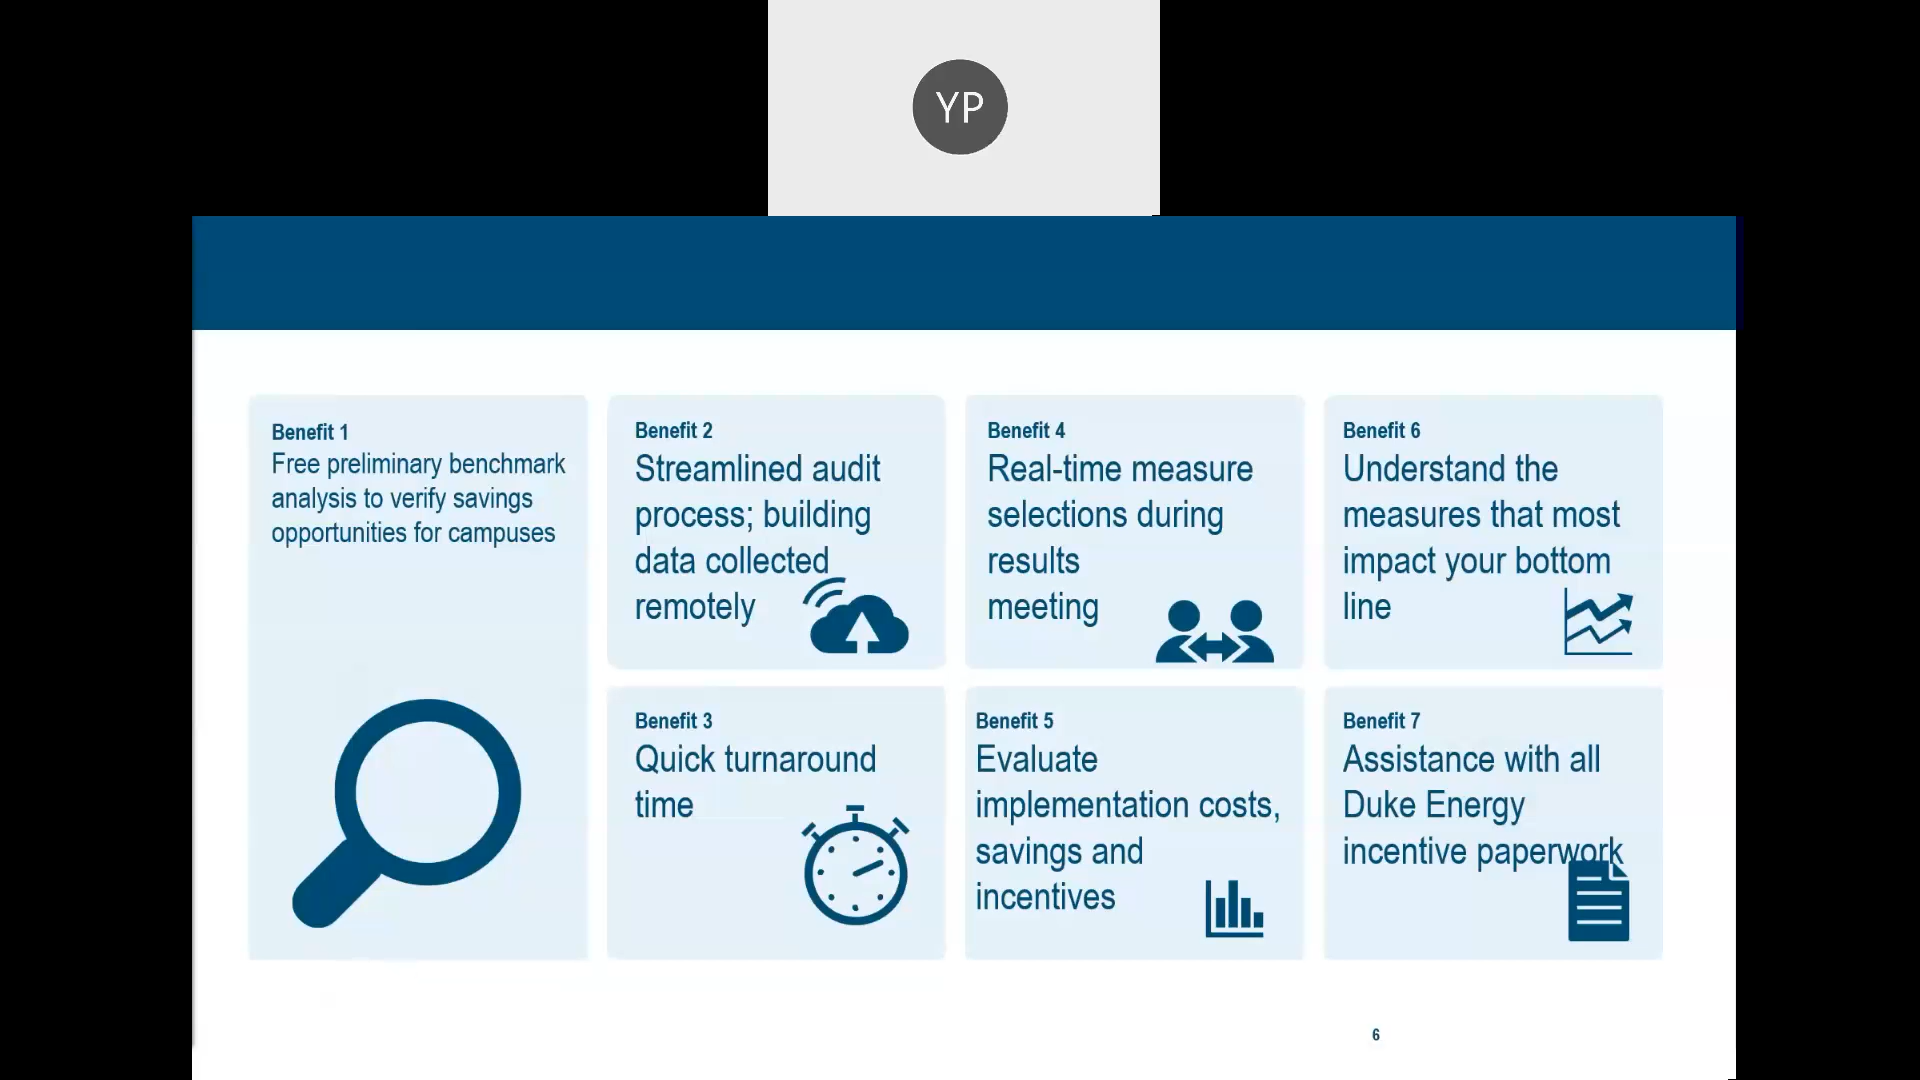 YP
Benefit 1
Free preliminary benchmark
analysis to verify savings
opportunities for campuses
Benefit 2
Streamlined audit
process; building
data collected
remotely
Benefit 3
Quick turnaround
time
Benefit 4
Real-time measure
selections during
results
meeting
Benefit 5
Evaluate
implementation costs,
savings and
incentives
Benefit 6
Understand the
measures that most
impact your bottom
line
Benefit 7
Assistance with all
Duke Energy
incentive paperwork
6